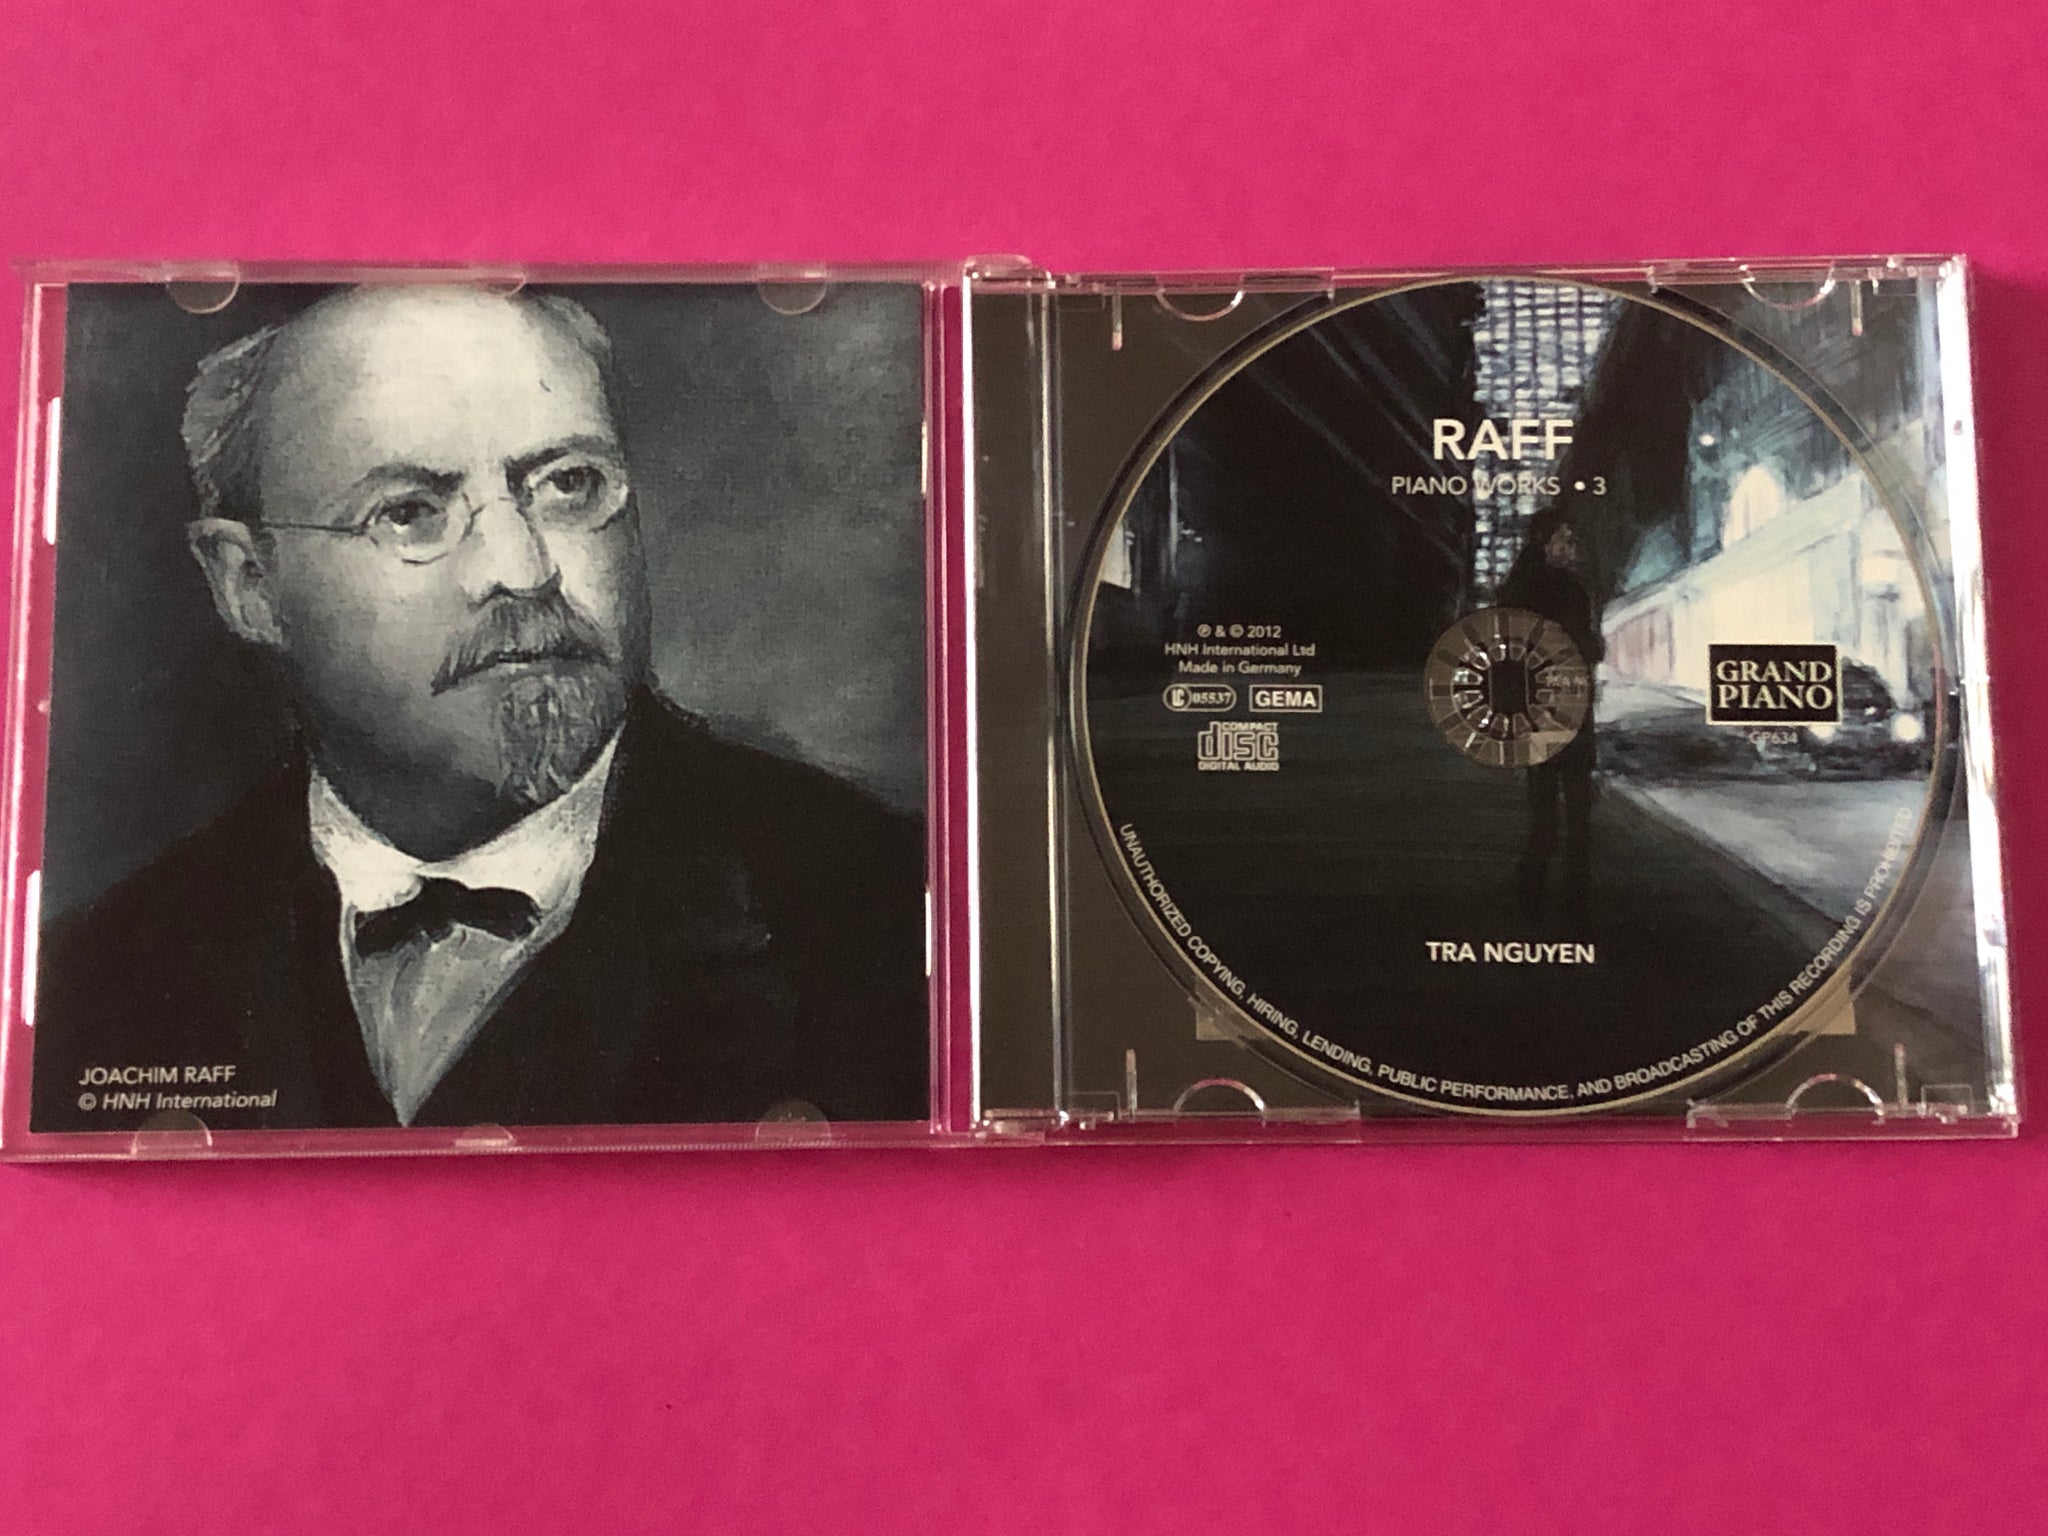 JOACHIM RAFF
© HNH International
RAFF
PIANO WORKS • 3
℗ & © 2012
HNH International Ltd
Made in Germany
LC 05537 GEMA
COMPACT
disc
DIGITAL AUDIO
GRAND
PIANO
GP634
TRA NGUYEN
UNAUTHORIZED COPYING, HIRING, LENDING, PUBLIC PERFORMANCE, AND BROADCASTING OF THIS RECORDING IS PROHIBITED